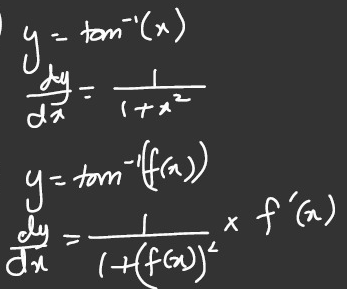 y = tan⁻¹(x)
dy/dx = 1/(1+x²)
y = tan⁻¹(f(x))
dy/dx = 1/(1+(f(x))²) × f'(x)